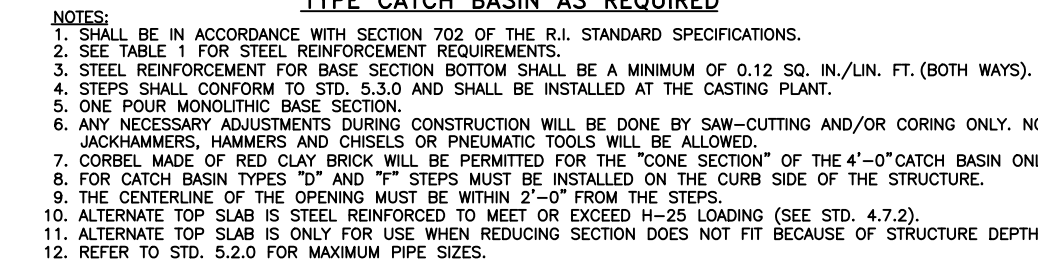 TYPE CATCH BASIN AS REQUIRED
NOTES:
1. SHALL BE IN ACCORDANCE WITH SECTION 702 OF THE R.I. STANDARD SPECIFICATIONS.
2. SEE TABLE 1 FOR STEEL REINFORCEMENT REQUIREMENTS.
3. STEEL REINFORCEMENT FOR BASE SECTION BOTTOM SHALL BE A MINIMUM OF 0.12 SQ. IN./LIN. FT. (BOTH WAYS).
4. STEPS SHALL CONFORM TO STD. 5.3.0 AND SHALL BE INSTALLED AT THE CASTING PLANT.
5. ONE POUR MONOLITHIC BASE SECTION.
6. ANY NECESSARY ADJUSTMENTS DURING CONSTRUCTION WILL BE DONE BY SAW-CUTTING AND/OR CORING ONLY. NO
JACKHAMMERS, HAMMERS AND CHISELS OR PNEUMATIC TOOLS WILL BE ALLOWED.
7. CORBEL MADE OF RED CLAY BRICK WILL BE PERMITTED FOR THE "CONE SECTION" OF THE 4'-0" CATCH BASIN ONL
8. FOR CATCH BASIN TYPES "D" AND "F" STEPS MUST BE INSTALLED ON THE CURB SIDE OF THE STRUCTURE.
9. THE CENTERLINE OF THE OPENING MUST BE WITHIN 2'-0" FROM THE STEPS.
10. ALTERNATE TOP SLAB IS STEEL REINFORCED TO MEET OR EXCEED H-25 LOADING (SEE STD. 4.7.2).
11. ALTERNATE TOP SLAB IS ONLY FOR USE WHEN REDUCING SECTION DOES NOT FIT BECAUSE OF STRUCTURE DEPTH
12. REFER TO STD. 5.2.0 FOR MAXIMUM PIPE SIZES.